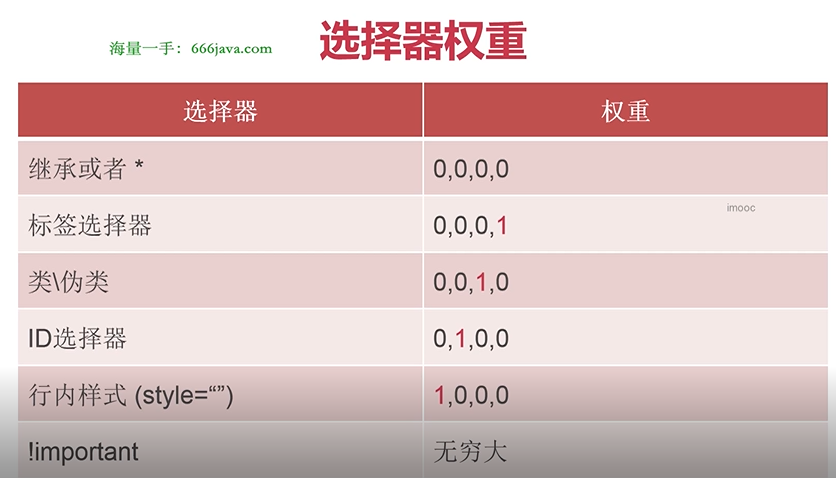 海量一手：666java.com
选择器权重
选择器 权重
继承或者 * 0,0,0,0
imooc
标签选择器 0,0,0,1
类\伪类 0,0,1,0
ID选择器 0,1,0,0
行内样式 (style=“”) 1,0,0,0
!important 无穷大